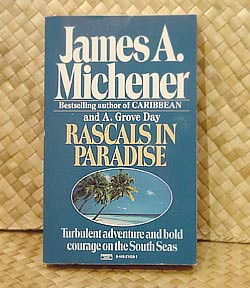 James A.
Michener
Bestselling author of CARIBBEAN
and A. Grove Day
RASCALS IN
PARADISE
Turbulent adventure and bold
courage on the South Seas